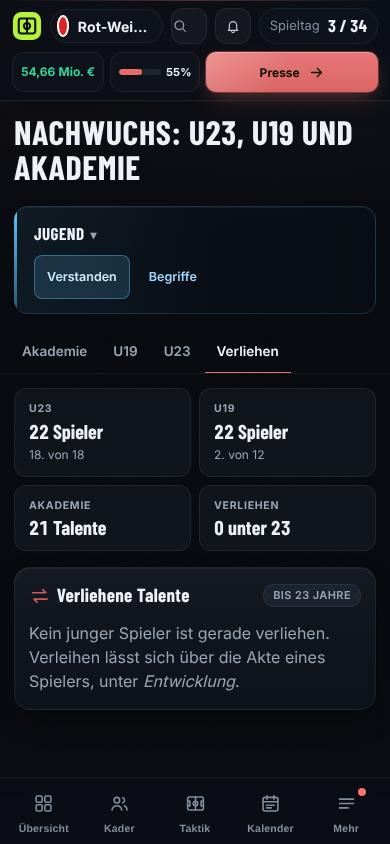 Rot-Wei...
Spieltag 3 / 34
54,66 Mio. €
55%
Presse →
NACHWUCHS: U23, U19 UND
AKADEMIE
JUGEND ▾
Verstanden
Begriffe
Akademie U19 U23 Verliehen
U23
22 Spieler
18. von 18
U19
22 Spieler
2. von 12
AKADEMIE
21 Talente
VERLIEHEN
0 unter 23
Verliehene Talente
BIS 23 JAHRE
Kein junger Spieler ist gerade verliehen.
Verleihen lässt sich über die Akte eines
Spielers, unter Entwicklung.
Übersicht Kader Taktik Kalender Mehr